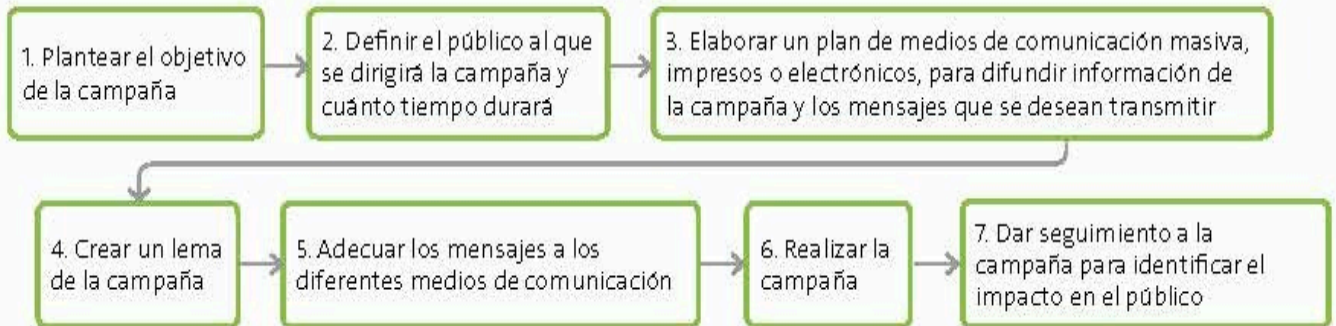 1. Plantear el objetivo
de la campaña
2. Definir el público al que
se dirigirá la campaña y
cuánto tiempo durará
3. Elaborar un plan de medios de comunicación masiva,
impresos o electrónicos, para difundir información de
la campaña y los mensajes que se desean transmitir
4. Crear un lema
de la campaña
5. Adecuar los mensajes a los
diferentes medios de comunicación
6. Realizar la
campaña
7. Dar seguimiento a la
campaña para identificar el
impacto en el público